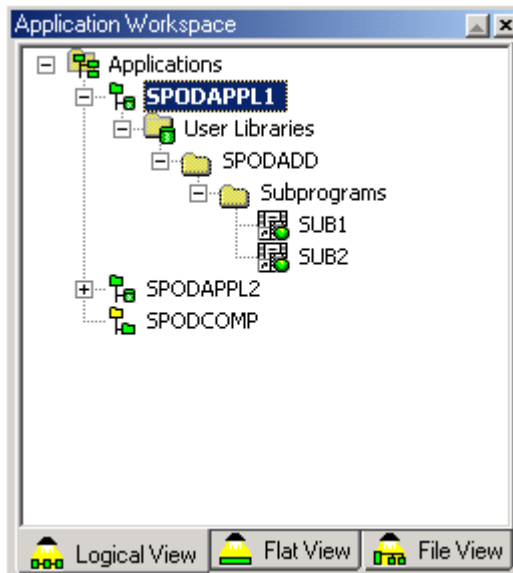 Application Workspace
Applications
SPODAPPL1
User Libraries
SPODADD
Subprograms
SUB1
SUB2
SPODAPPL2
SPODCOMP
Logical View Flat View File View